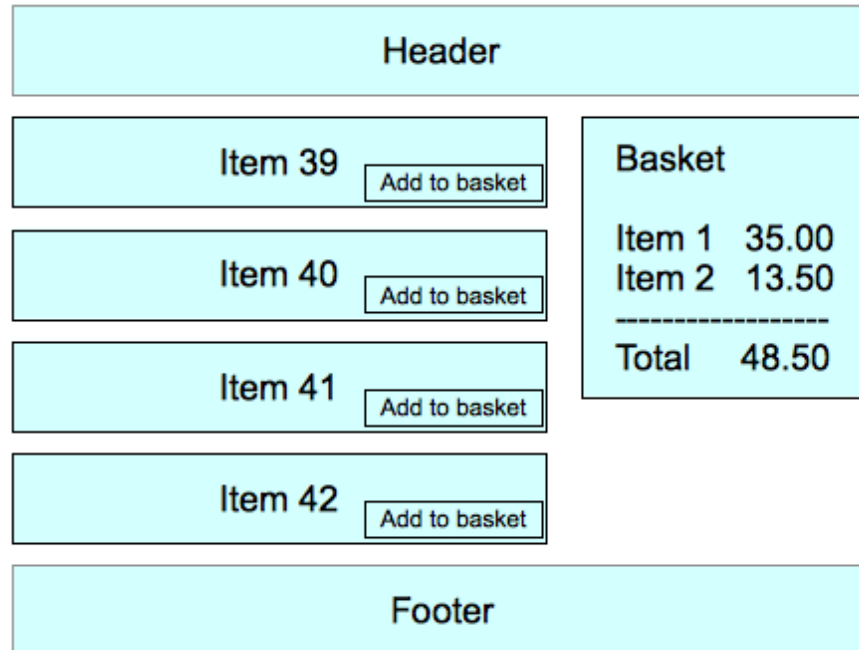 Header
Item 39
Add to basket
Item 40
Add to basket
Item 41
Add to basket
Item 42
Add to basket
Basket
Item 1 35.00
Item 2 13.50
------------------
Total 48.50
Footer